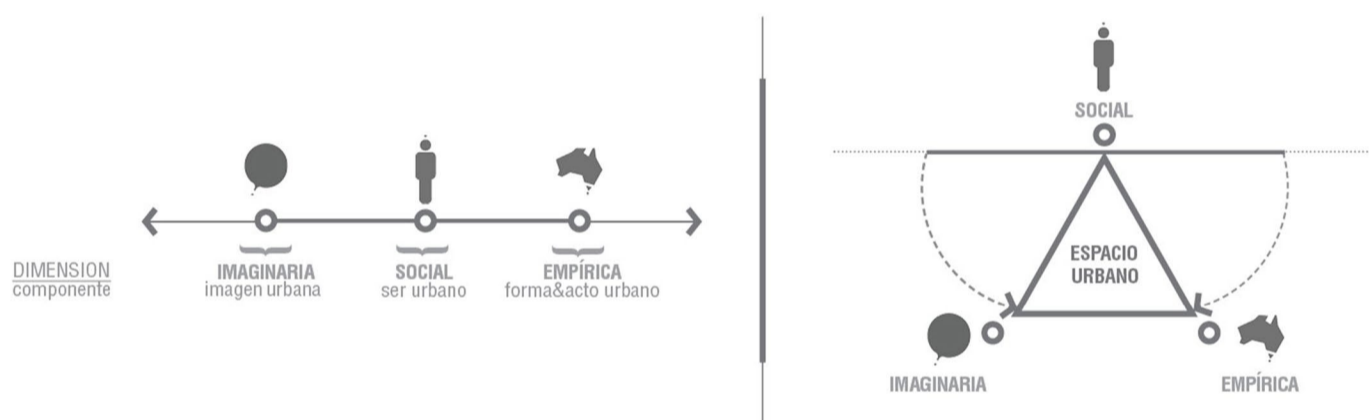 DIMENSION
componente
IMAGINARIA
imagen urbana
SOCIAL
ser urbano
EMPÍRICA
forma&acto urbano
SOCIAL
ESPACIO
URBANO
IMAGINARIA
EMPÍRICA